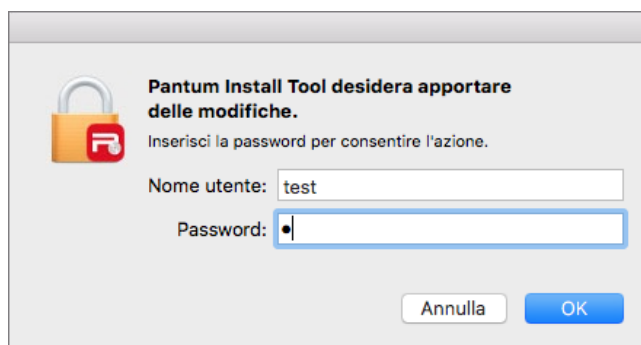 Pantum Install Tool desidera apportare
delle modifiche.
Inserisci la password per consentire l'azione.
Nome utente: test
Password: •
Annulla OK